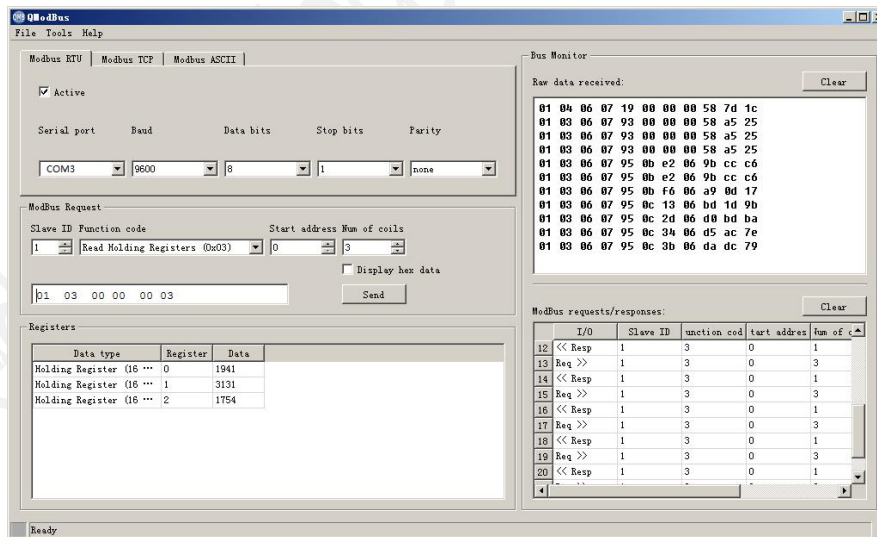 QModBus
File Tools Help
Modbus RTU Modbus TCP Modbus ASCII
Active
Serial port Baud Data bits Stop bits Parity
COM3 9600 8 1 none
ModBus Request
Slave ID Function code Start address Num of coils
1 Read Holding Registers (0x03) 0 3
Display hex data
01 03 00 00 00 03 Send
Registers
Data type Register Data
Holding Register (16 ··· 0 1941
Holding Register (16 ··· 1 3131
Holding Register (16 ··· 2 1754
Bus Monitor
Raw data received: Clear
01 04 06 07 19 00 00 00 58 7d 1c
01 03 06 07 93 00 00 00 58 a5 25
01 03 06 07 93 00 00 00 58 a5 25
01 03 06 07 93 00 00 00 58 a5 25
01 03 06 07 95 0b e2 06 9b cc c6
01 03 06 07 95 0b e2 06 9b cc c6
01 03 06 07 95 0b f6 06 a9 0d 17
01 03 06 07 95 0c 13 06 bd 1d 9b
01 03 06 07 95 0c 2d 06 d0 bd ba
01 03 06 07 95 0c 34 06 d5 ac 7e
01 03 06 07 95 0c 3b 06 da dc 79
ModBus requests/responses: Clear
I/O Slave ID unction cod tart addres um of c
12 << Resp 1 3 0 1
13 Req >> 1 3 0 3
14 << Resp 1 3 0 1
15 Req >> 1 3 0 3
16 << Resp 1 3 0 1
17 Req >> 1 3 0 3
18 << Resp 1 3 0 1
19 Req >> 1 3 0 3
20 << Resp 1 3 0 1
Ready